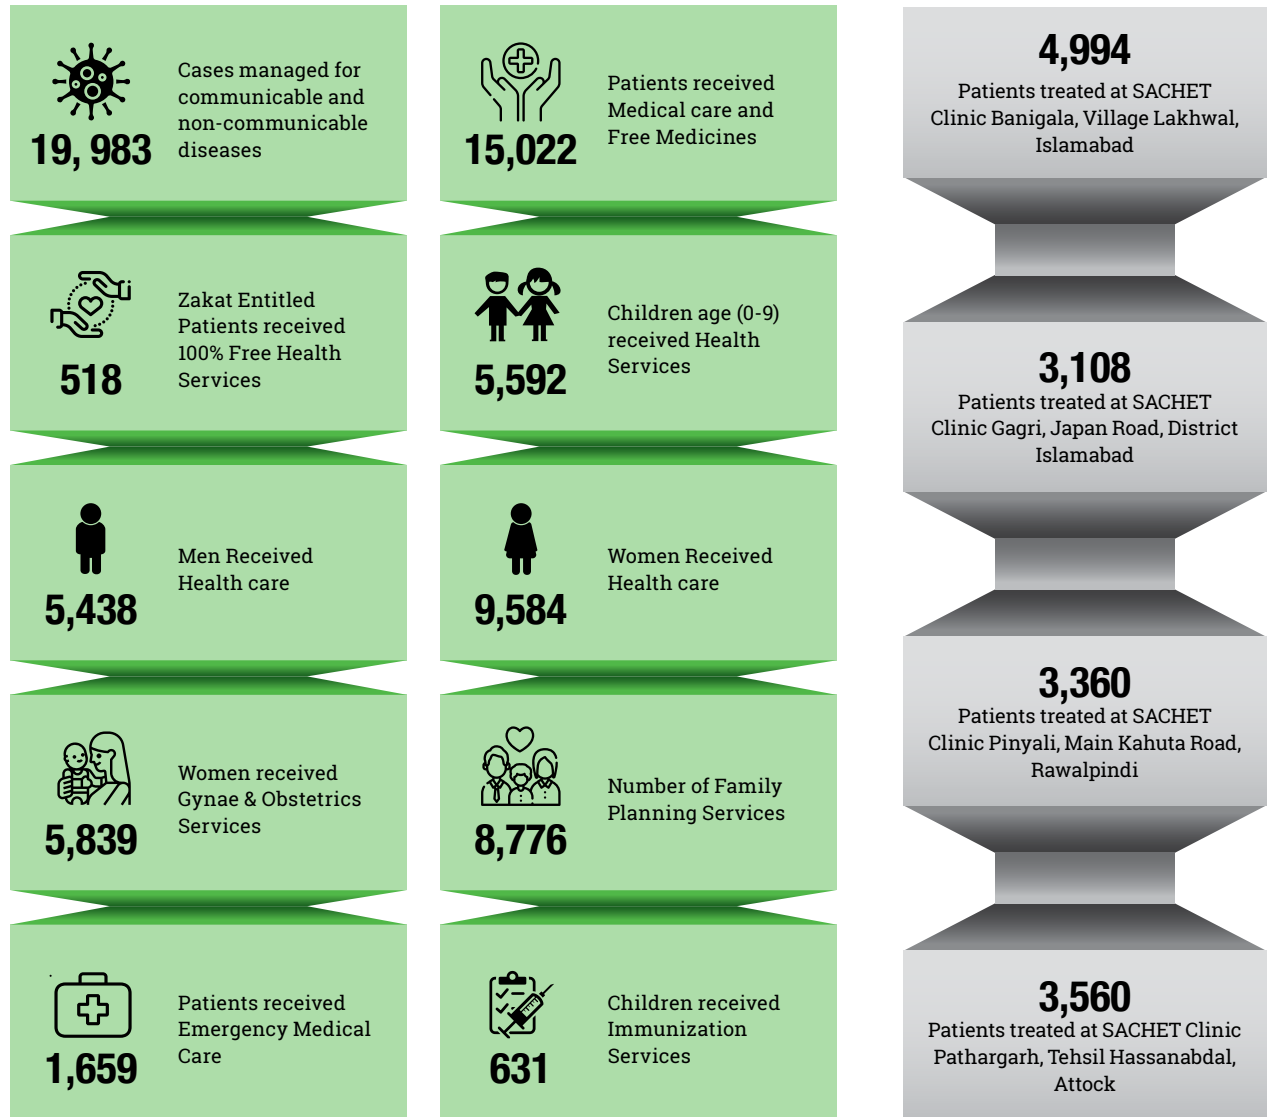 19, 983
Cases managed for
communicable and
non-communicable
diseases
15,022
Patients received
Medical care and
Free Medicines
518
Zakat Entitled
Patients received
100% Free Health
Services
5,592
Children age (0-9)
received Health
Services
5,438
Men Received
Health care
9,584
Women Received
Health care
5,839
Women received
Gynae & Obstetrics
Services
8,776
Number of Family
Planning Services
1,659
Patients received
Emergency Medical
Care
631
Children received
Immunization
Services
4,994
Patients treated at SACHET
Clinic Banigala, Village Lakhwal,
Islamabad
3,108
Patients treated at SACHET
Clinic Gagri, Japan Road, District
Islamabad
3,360
Patients treated at SACHET
Clinic Pinyali, Main Kahuta Road,
Rawalpindi
3,560
Patients treated at SACHET Clinic
Pathargarh, Tehsil Hassanabdal,
Attock